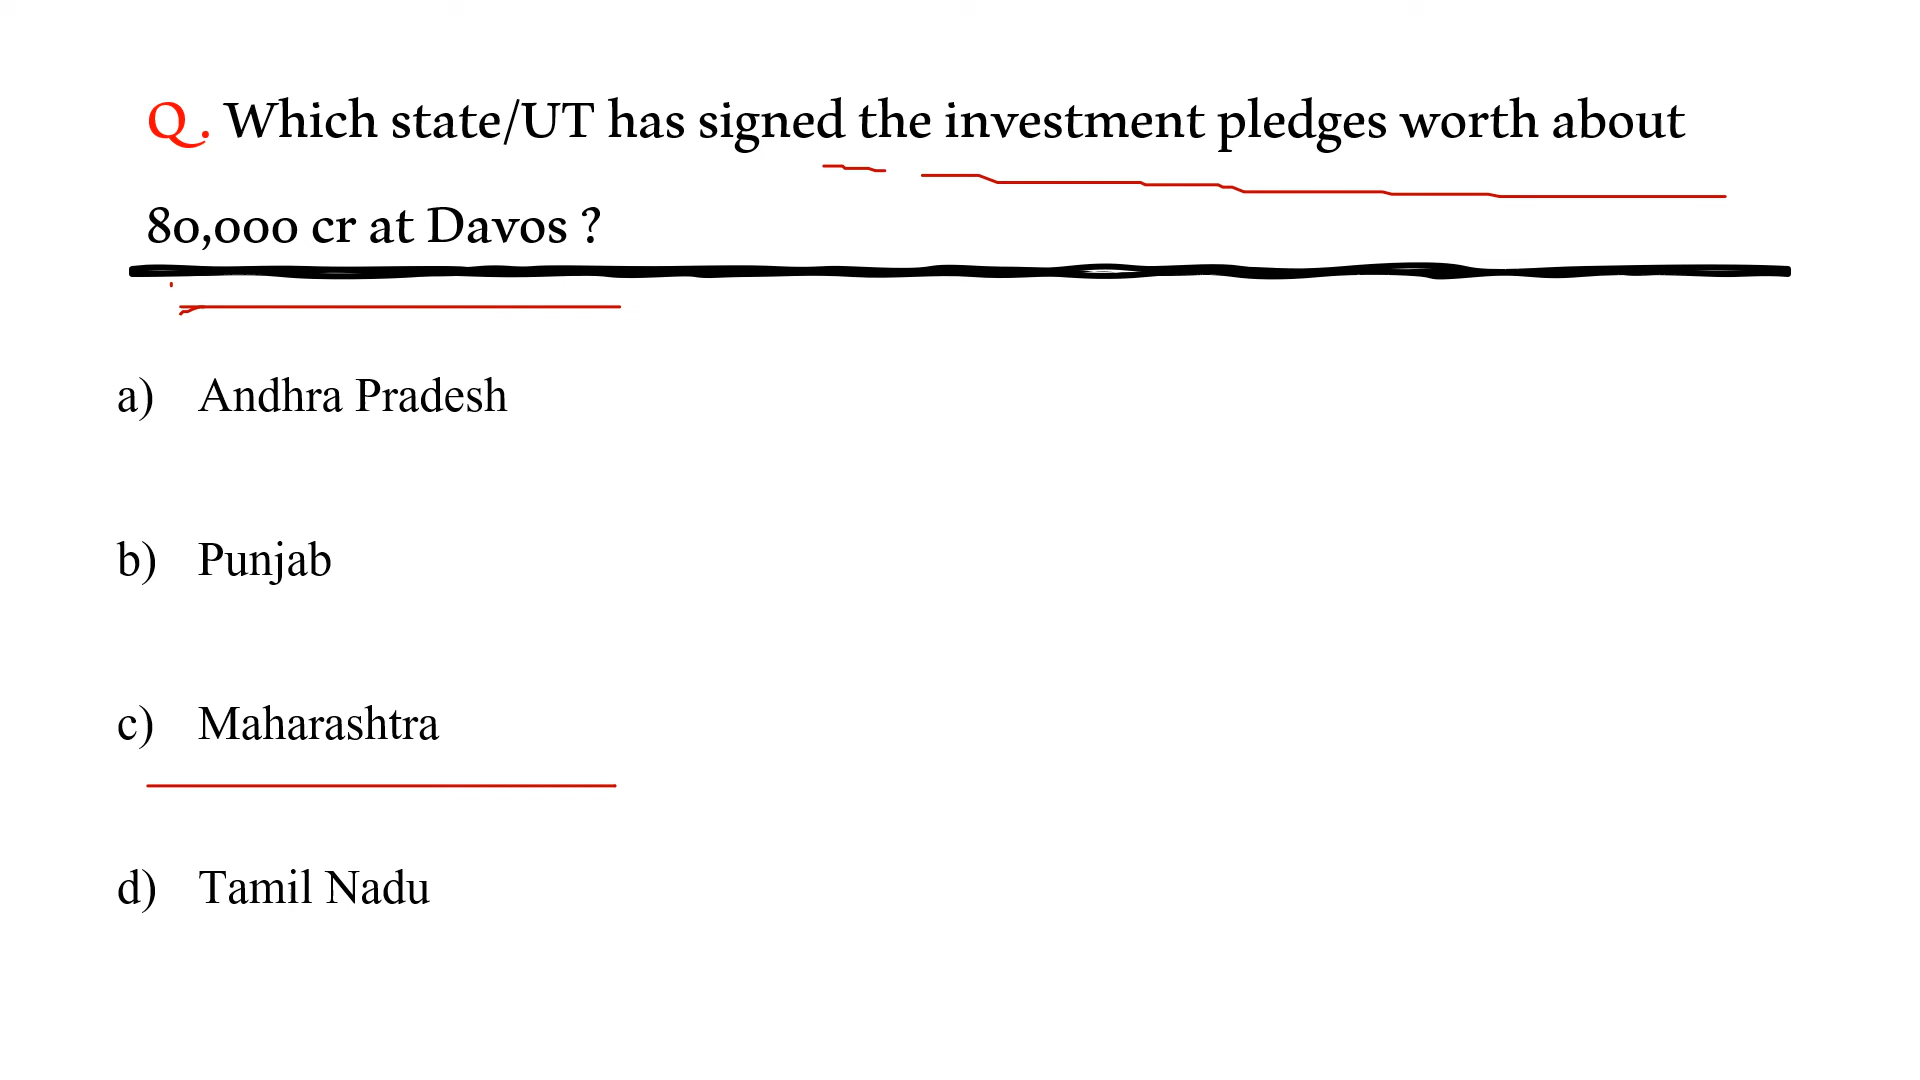 Q . Which state/UT has signed the investment pledges worth about
80,000 cr at Davos ?
a) Andhra Pradesh
b) Punjab
c) Maharashtra
d) Tamil Nadu